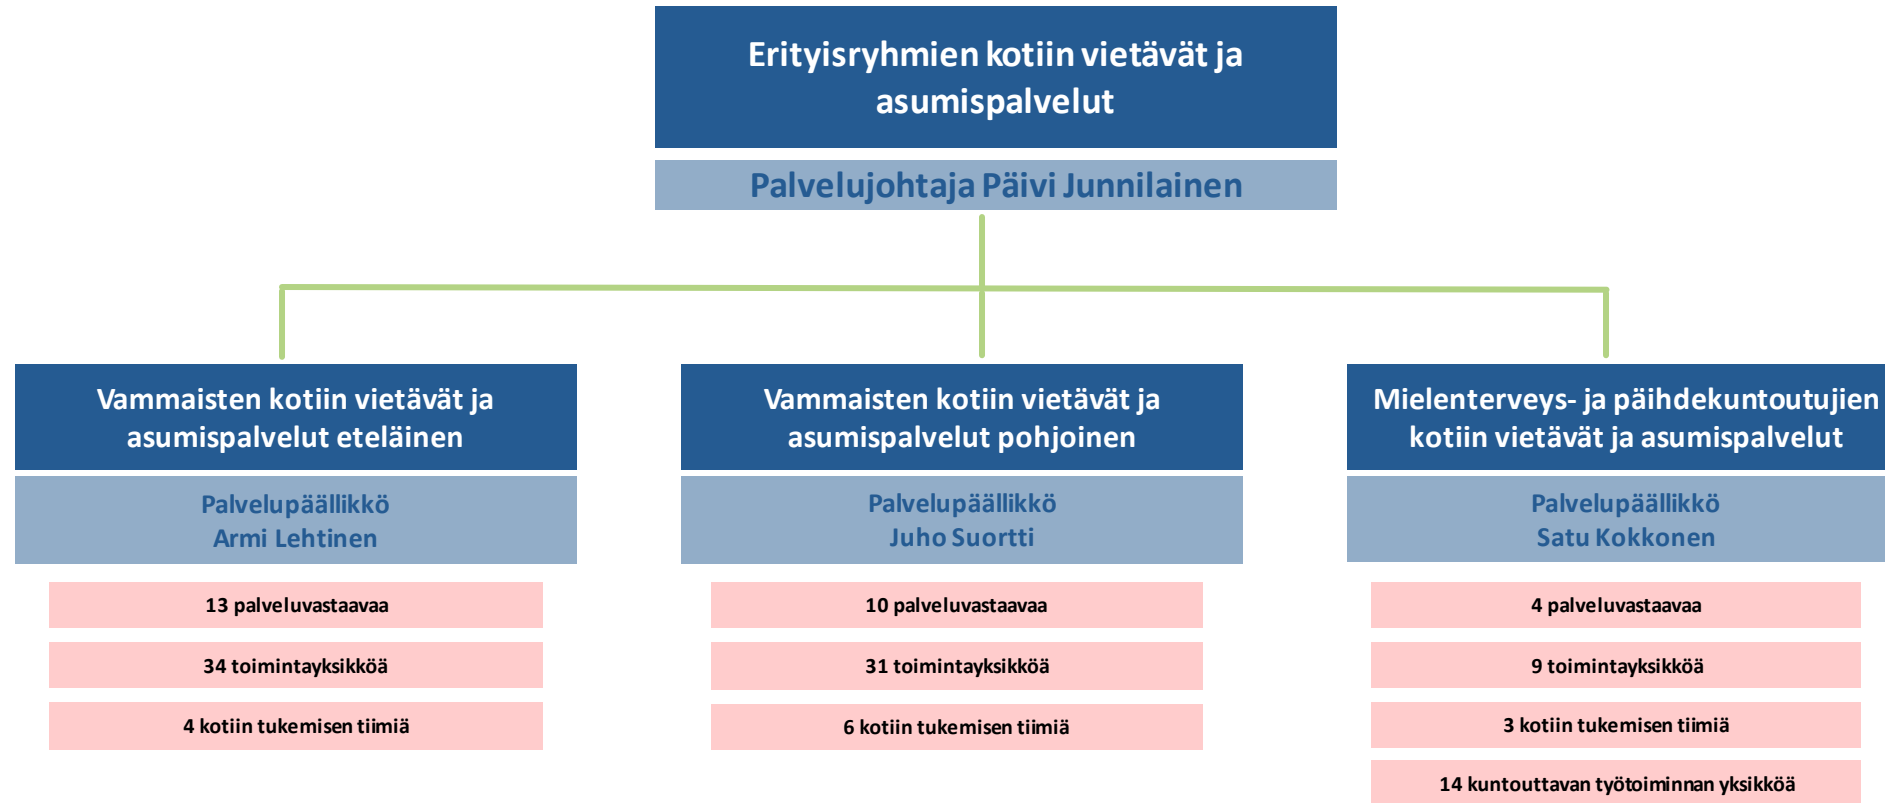 Erityisryhmien kotiin vietävät ja
asumispalvelut
Palvelujohtaja Päivi Junnilainen
Vammaisten kotiin vietävät ja
asumispalvelut eteläinen
Palvelupäällikkö
Armi Lehtinen
13 palveluvastaavaa
34 toimintayksikköä
4 kotiin tukemisen tiimiä
Vammaisten kotiin vietävät ja
asumispalvelut pohjoinen
Palvelupäällikkö
Juho Suortti
10 palveluvastaavaa
31 toimintayksikköä
6 kotiin tukemisen tiimiä
Mielenterveys- ja päihdekuntoutujien
kotiin vietävät ja asumispalvelut
Palvelupäällikkö
Satu Kokkonen
4 palveluvastaavaa
9 toimintayksikköä
3 kotiin tukemisen tiimiä
14 kuntouttavan työtoiminnan yksikköä